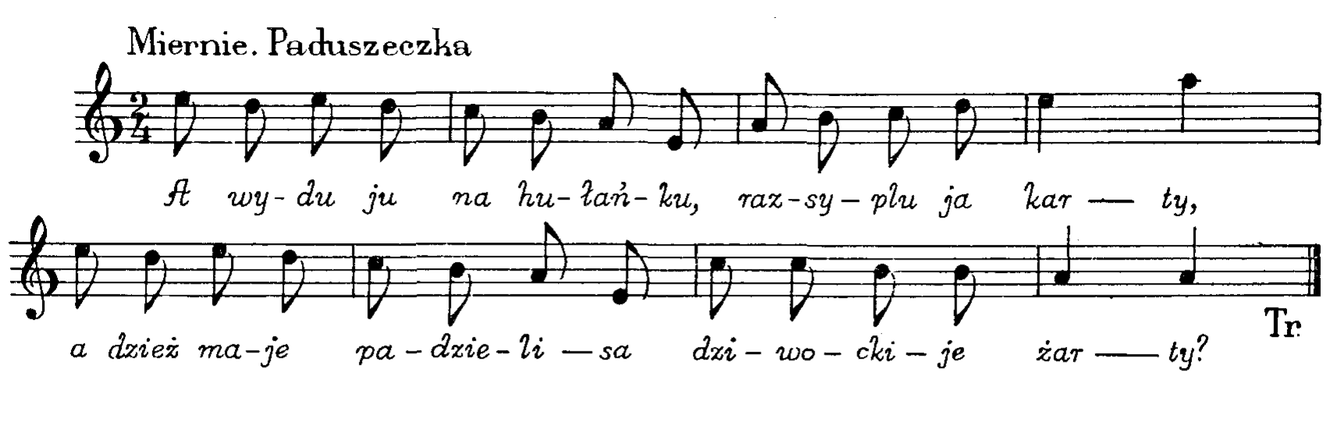 Miernie. Paduszeczka
A wy-du ju na hu-łań-ku, raz-sy-plu ja kar — ty,
a dzież ma-je pa-dzie-li-sa dzi-wo-cki-je żar — ty?
Tr.